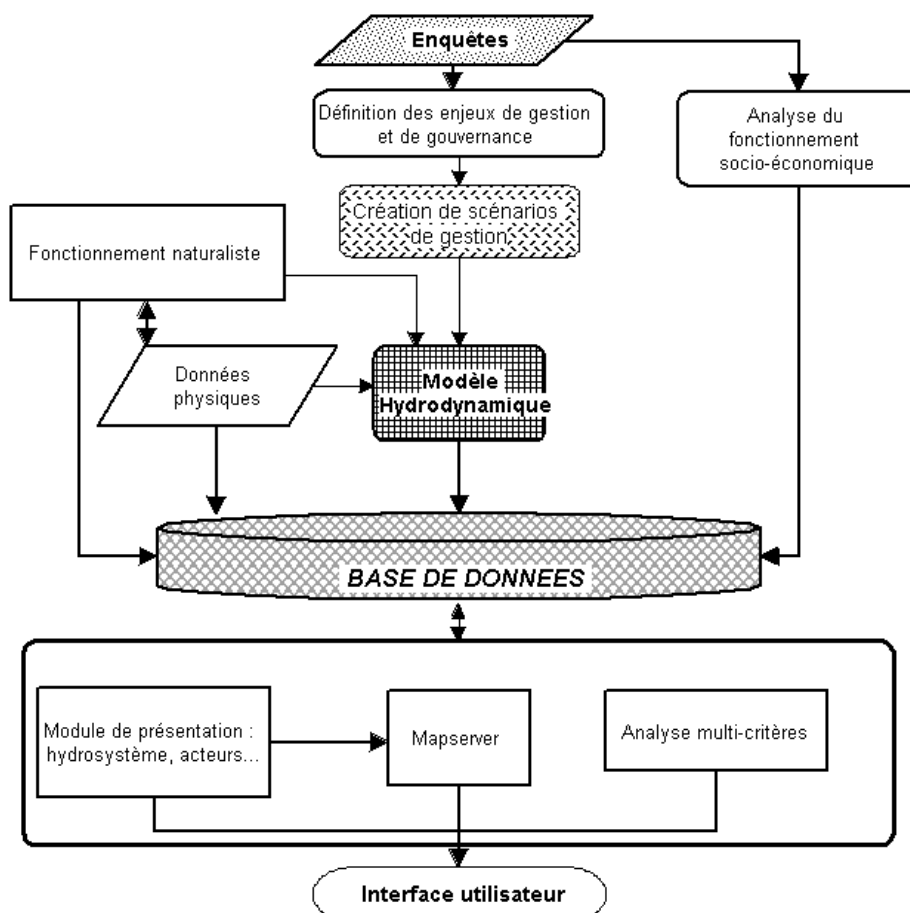 Enquêtes
Définition des enjeux de gestion
et de gouvernance
Analyse du
fonctionnement
socio-économique
Création de scénarios
de gestion
Fonctionnement naturaliste
Données
physiques
Modèle
Hydrodynamique
BASE DE DONNEES
Module de présentation :
hydrosystème, acteurs...
Mapserver
Analyse multi-critères
Interface utilisateur